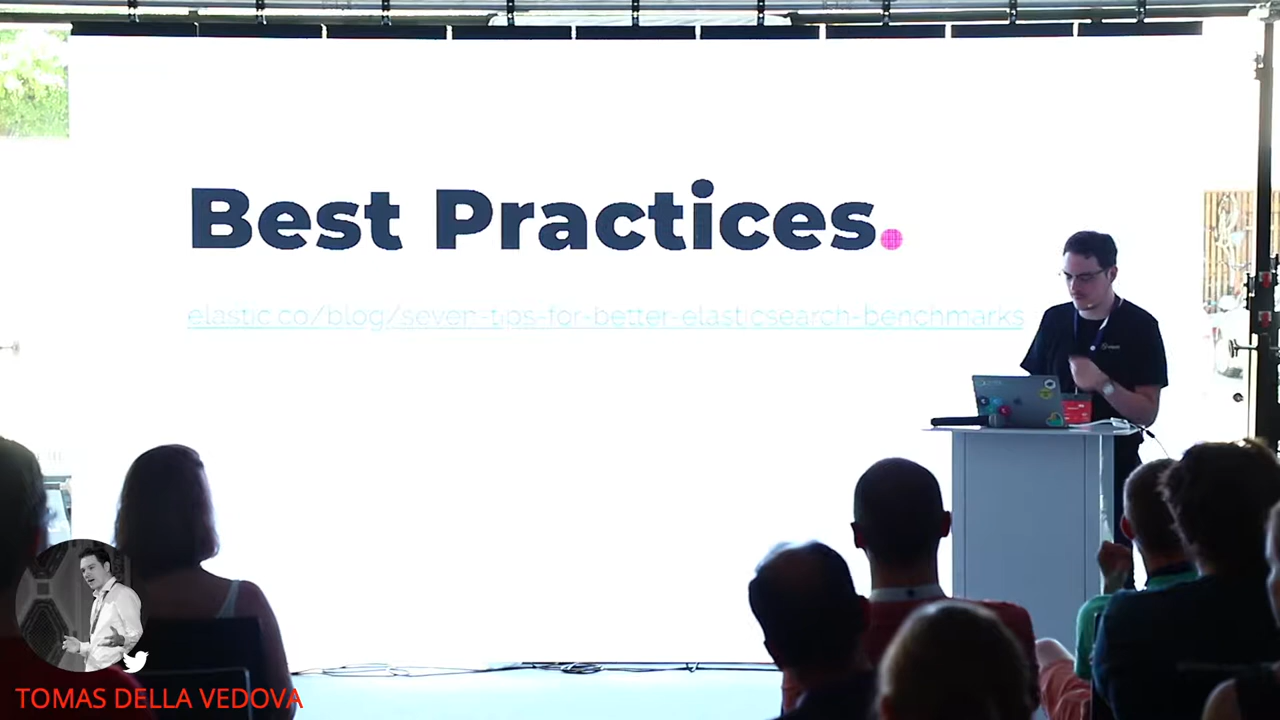 Best Practices.
elastic.co/blog/seven-tips-for-better-elasticsearch-benchmarks
TOMAS DELLA VEDOVA